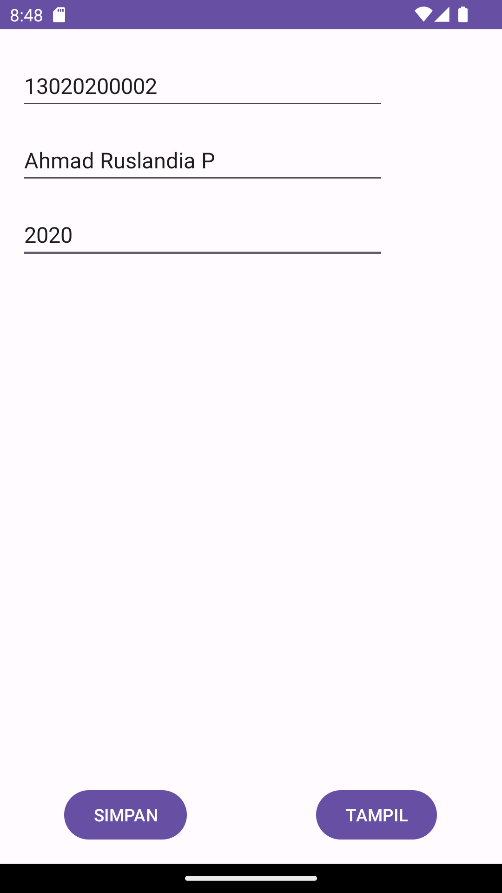 8:48
13020200002
Ahmad Ruslandia P
2020
SIMPAN
TAMPIL